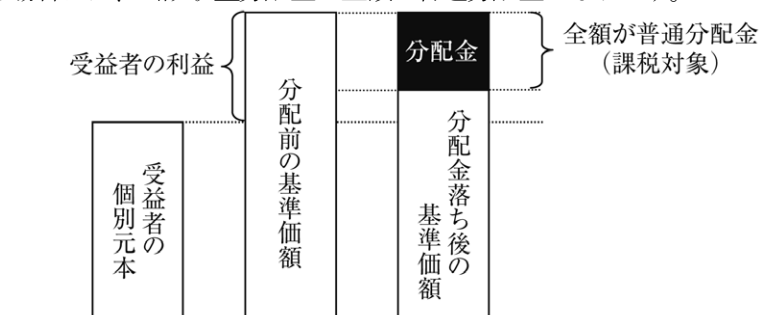 受益者の利益
分配金
全額が普通分配金
（課税対象）
受益者の
個別元本
分配前の基準価額
分配金落ち後の
基準価額